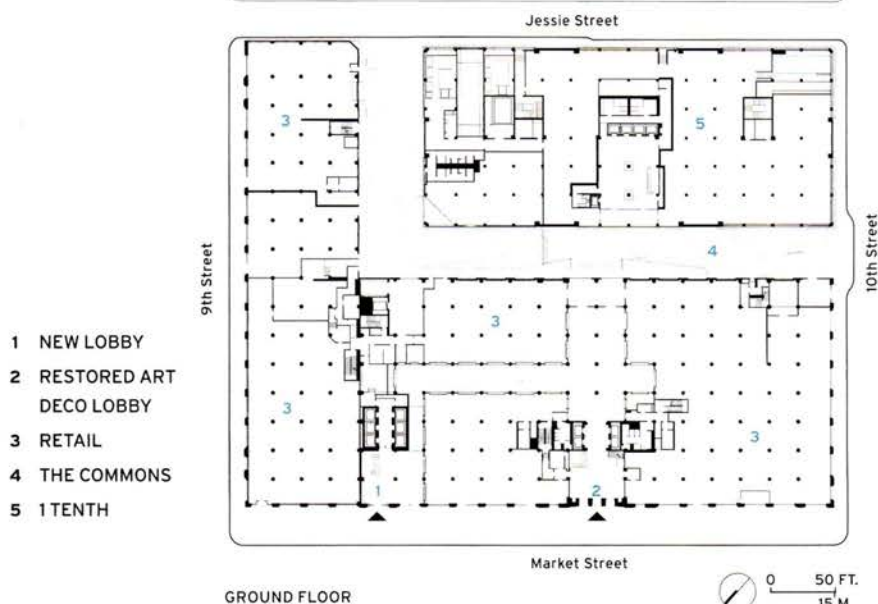 Jessie Street
3
5
9th Street
4
10th Street
3
3
3
1
2
1 NEW LOBBY
2 RESTORED ART
DECO LOBBY
3 RETAIL
4 THE COMMONS
5 1 TENTH
Market Street
GROUND FLOOR
0 50 FT.
15 M.